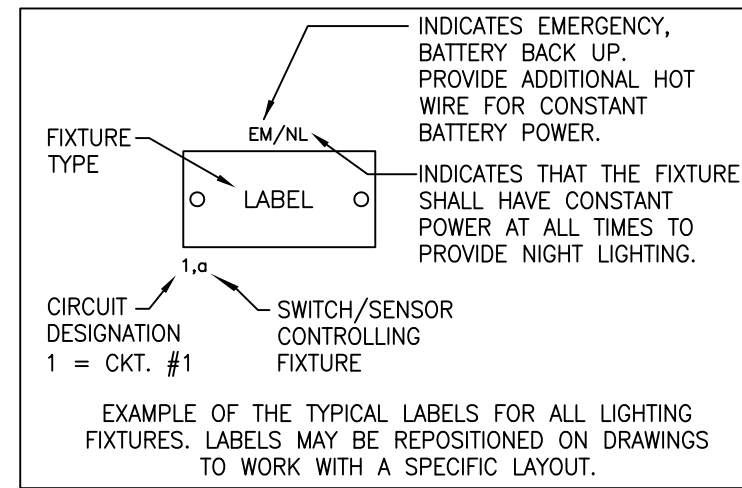 INDICATES EMERGENCY,
BATTERY BACK UP.
PROVIDE ADDITIONAL HOT
WIRE FOR CONSTANT
BATTERY POWER.
FIXTURE
TYPE
EM/NL
LABEL
INDICATES THAT THE FIXTURE
SHALL HAVE CONSTANT
POWER AT ALL TIMES TO
PROVIDE NIGHT LIGHTING.
1,a
CIRCUIT
DESIGNATION
1 = CKT. #1
SWITCH/SENSOR
CONTROLLING
FIXTURE
EXAMPLE OF THE TYPICAL LABELS FOR ALL LIGHTING
FIXTURES. LABELS MAY BE REPOSITIONED ON DRAWINGS
TO WORK WITH A SPECIFIC LAYOUT.